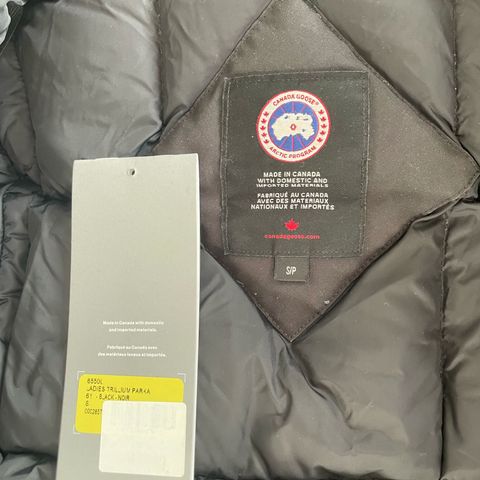 CANADA GOOSE®
ARCTIC PROGRAM
MADE IN CANADA
WITH DOMESTIC AND
IMPORTED MATERIALS
FABRIQUÉ AU CANADA
AVEC DES MATÉRIAUX
NATIONAUX ET IMPORTÉS
canadagoose.com
S/P
Made in Canada with domestic
and imported materials.
Fabriqué au Canada avec
des matériaux locaux et importés.
6550L
LADIES TRILLIUM PARKA
61 - BLACK-NOIR
S